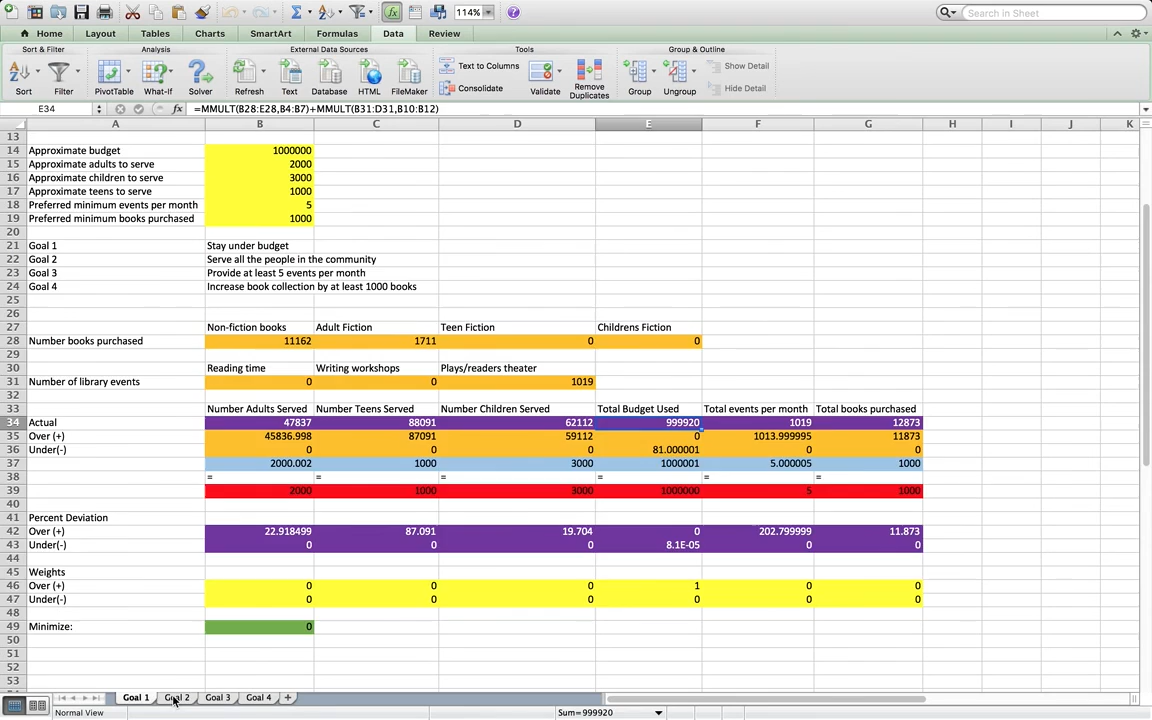 114% Search in Sheet
Home Layout Tables Charts SmartArt Formulas Data Review
Sort & Filter Analysis External Data Sources Tools Group & Outline
Text to Columns Show Detail
Consolidate Hide Detail
Sort Filter PivotTable What-If Solver Refresh Text Database HTML FileMaker Validate Remove Duplicates Group Ungroup
E34 fx =MMULT(B28:E28,B4:B7)+MMULT(B31:D31,B10:B12)
A B C D E F G H I J K
13
14 Approximate budget 1000000
15 Approximate adults to serve 2000
16 Approximate children to serve 3000
17 Approximate teens to serve 1000
18 Preferred minimum events per month 5
19 Preferred minimum books purchased 1000
20
21 Goal 1 Stay under budget
22 Goal 2 Serve all the people in the community
23 Goal 3 Provide at least 5 events per month
24 Goal 4 Increase book collection by at least 1000 books
25
26
27 Non-fiction books Adult Fiction Teen Fiction Childrens Fiction
28 Number books purchased 11162 1711 0 0
29
30 Reading time Writing workshops Plays/readers theater
31 Number of library events 0 0 1019
32
33 Number Adults Served Number Teens Served Number Children Served Total Budget Used Total events per month Total books purchased
34 Actual 47837 88091 62112 999920 1019 12873
35 Over (+) 45836.998 87091 59112 0 1013.999995 11873
36 Under(-) 0 0 0 81.000001 0 0
37 2000.002 1000 3000 1000001 5.000005 1000
38 = = = = = =
39 2000 1000 3000 1000000 5 1000
40
41 Percent Deviation
42 Over (+) 22.918499 87.091 19.704 0 202.799999 11.873
43 Under(-) 0 0 0 8.1E-05 0 0
44
45 Weights
46 Over (+) 0 0 0 1 0 0
47 Under(-) 0 0 0 0 0 0
48
49 Minimize: 0
50
51
52
53
Goal 1 Goal 2 Goal 3 Goal 4 +
Normal View Sum=999920